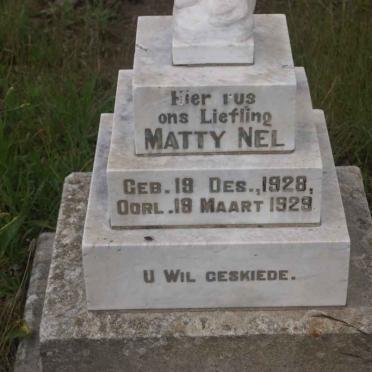 Hier rus
ons Liefling
MATTY NEL
GEB. 19 DES., 1928,
OORL. 19 MAART 1929.
U WIL GESKIEDE.